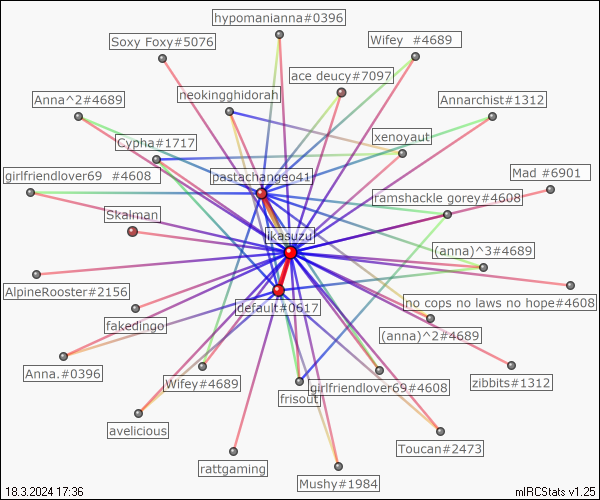 hypomanianna#0396
Soxy Foxy#5076
Wifey #4689
ace deucy#7097
neokingghidorah
Anna^2#4689
Annarchist#1312
Cypha#1717
xenoyaut
girlfriendlover69 #4608
pastachangeo41
Mad #6901
ramshackle gorey#4608
Skalman
ikasuzu
(anna)^3#4689
AlpineRooster#2156
no cops no laws no hope#4608
default#0617
fakedingo
(anna)^2#4689
Anna.#0396
Wifey#4689
girlfriendlover69#4608
zibbits#1312
frisout
avelicious
Toucan#2473
rattgaming
Mushy#1984
18.3.2024 17:36
mIRCStats v1.25